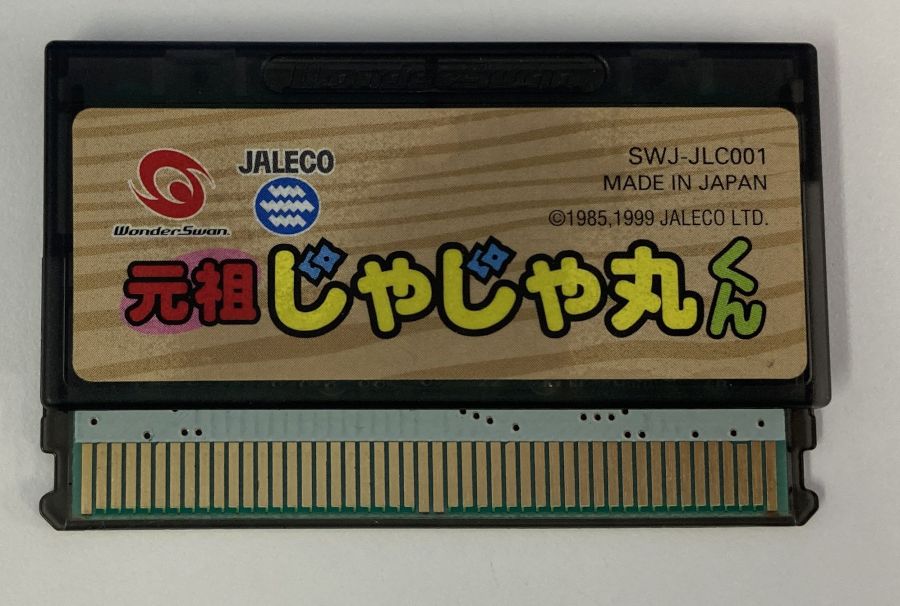 WonderSwan
JALECO
SWJ-JLC001
MADE IN JAPAN
WonderSwan
©1985,1999 JALECO LTD.
元祖じゃじゃ丸くん